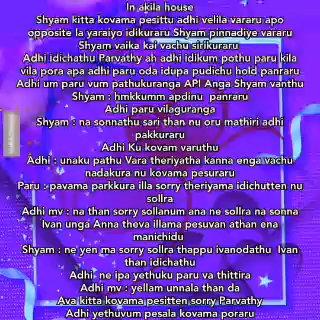 In akila house
Shyam kitta kovama pesittu adhi velila vararu apo
opposite la yaraiyo idikuraru Shyam pinnadiye vararu
Shyam vaika kai vachu sirikuraru
Adhi idichathu Parvathy ah adhi idikum pothu paru kila
vila pora apa adhi paru oda idupa pudichu hold panraru
Adhi um paru vum pathukuranga API Anga Shyam vanthu
Shyam : hmkkumm apdinu panraru
Adhi paru vilaguranga
Shyam : na sonnathu sari than nu oru mathiri adhi
pakkuraru
Adhi Ku kovam varuthu
Adhi : unaku pathu Vara theriyatha kanna enga vachu
nadakura nu kovama pesuraru
Paru : pavama parkkura illa sorry theriyama idichutten nu
sollra
Adhi mv : na than sorry sollanum ana ne sollra na sonna
Ivan unga Anna theva illama pesuvan athan ena
manichidu
Shyam : ne yen ma sorry sollra thappu ivanodathu Ivan
than idichathu
Adhi ne ipa yethuku paru va thittira
Adhi mv : yellam unnala than da
Ava kitta kovama pesitten sorry Parvathy
Adhi yethuvum pesala kovama poraru